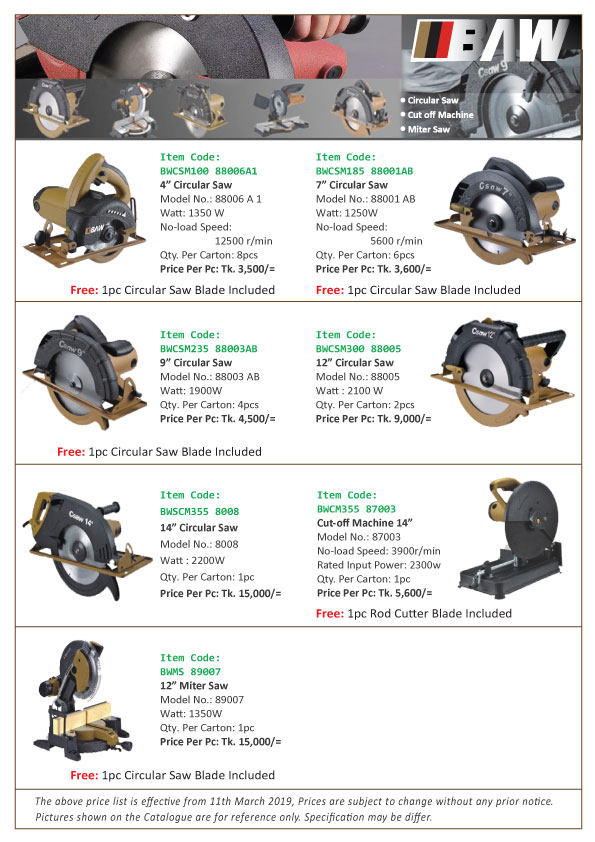 BAW
Csaw 9"
• Circular Saw
• Cut off Machine
• Miter Saw
Item Code:
BWCSM100 88006A1
4” Circular Saw
Model No.: 88006 A 1
Watt: 1350 W
No-load Speed:
12500 r/min
Qty. Per Carton: 8pcs
Price Per Pc: Tk. 3,500/=
Free: 1pc Circular Saw Blade Included
BAW
Item Code:
BWCSM185 88001AB
7” Circular Saw
Model No.: 88001 AB
Watt: 1250W
No-load Speed:
5600 r/min
Qty. Per Carton: 6pcs
Price Per Pc: Tk. 3,600/=
Free: 1pc Circular Saw Blade Included
Csaw 7"
Csaw 9"
Item Code:
BWCSM235 88003AB
9” Circular Saw
Model No.: 88003 AB
Watt: 1900W
Qty. Per Carton: 4pcs
Price Per Pc: Tk. 4,500/=
Free: 1pc Circular Saw Blade Included
Item Code:
BWCSM300 88005
12” Circular Saw
Model No.: 88005
Watt : 2100 W
Qty. Per Carton: 2pcs
Price Per Pc: Tk. 9,000/=
Csaw 12"
Csaw 14"
Item Code:
BWSCM355 8008
14” Circular Saw
Model No.: 8008
Watt : 2200W
Qty. Per Carton: 1pc
Price Per Pc: Tk. 15,000/=
Item Code:
BWCM355 87003
Cut-off Machine 14”
Model No.: 87003
No-load Speed: 3900r/min
Rated Input Power: 2300w
Qty. Per Carton: 1pc
Price Per Pc: Tk. 5,600/=
Free: 1pc Rod Cutter Blade Included
Item Code:
BWMS 89007
12” Miter Saw
Model No.: 89007
Watt: 1350W
Qty. Per Carton: 1pc
Price Per Pc: Tk. 15,000/=
Free: 1pc Circular Saw Blade Included
The above price list is effective from 11th March 2019, Prices are subject to change without any prior notice.
Pictures shown on the Catalogue are for reference only. Specification may be differ.